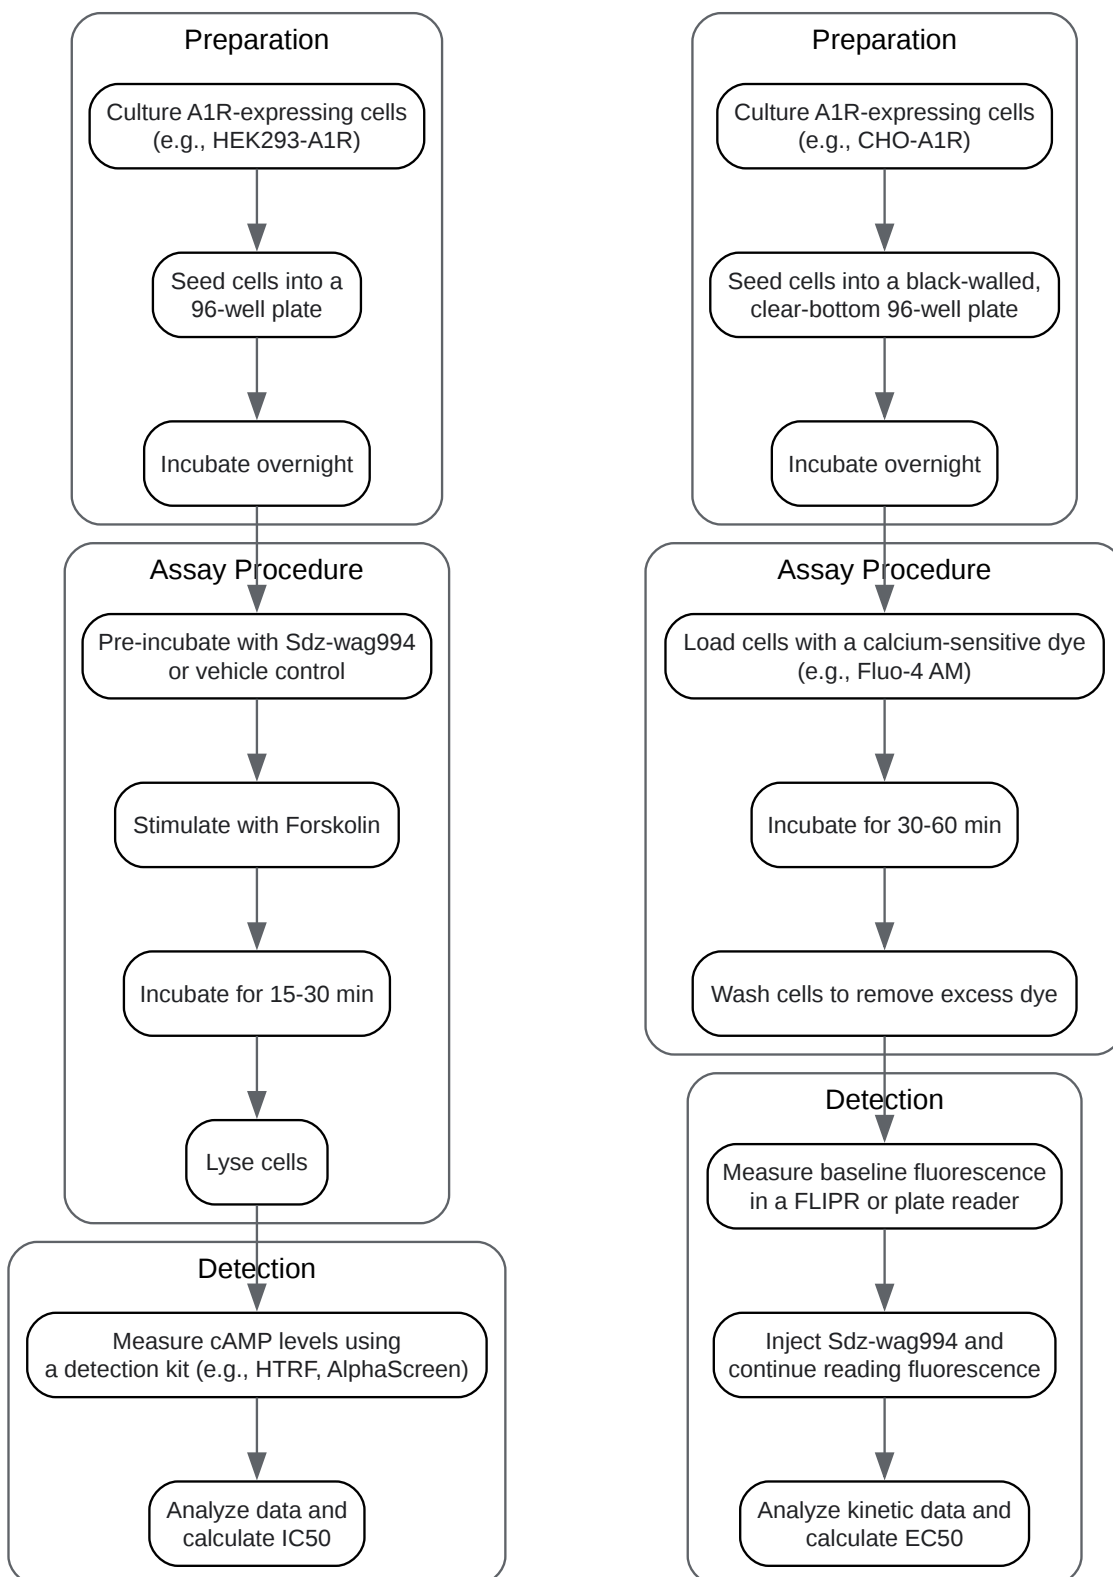 Preparation
Culture A1R-expressing cells
(e.g., HEK293-A1R)
Seed cells into a
96-well plate
Incubate overnight
Assay Procedure
Pre-incubate with Sdz-wag994
or vehicle control
Stimulate with Forskolin
Incubate for 15-30 min
Lyse cells
Detection
Measure cAMP levels using
a detection kit (e.g., HTRF, AlphaScreen)
Analyze data and
calculate IC50
Preparation
Culture A1R-expressing cells
(e.g., CHO-A1R)
Seed cells into a black-walled,
clear-bottom 96-well plate
Incubate overnight
Assay Procedure
Load cells with a calcium-sensitive dye
(e.g., Fluo-4 AM)
Incubate for 30-60 min
Wash cells to remove excess dye
Detection
Measure baseline fluorescence
in a FLIPR or plate reader
Inject Sdz-wag994 and
continue reading fluorescence
Analyze kinetic data and
calculate EC50